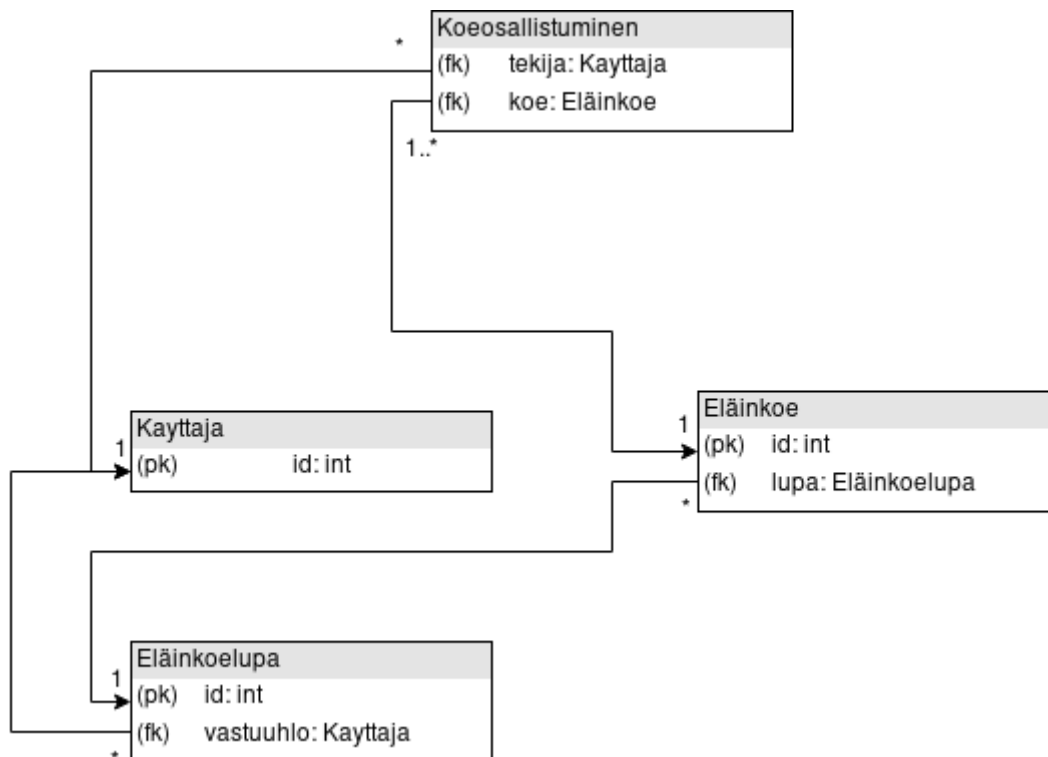 Koeosallistuminen
*
(fk) tekija: Kayttaja
(fk) koe: Eläinkoe
1..*
Kayttaja
1
(pk) id: int
Eläinkoe
1
(pk) id: int
(fk) lupa: Eläinkoelupa
*
Eläinkoelupa
1
(pk) id: int
(fk) vastuuhlo: Kayttaja
*